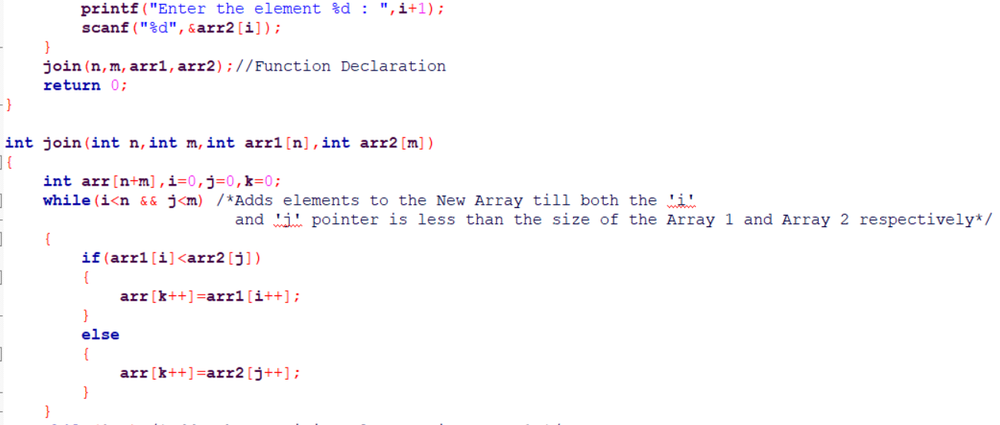 printf("Enter the element %d : ",i+1);
scanf("%d",&arr2[i]);
}
join(n,m,arr1,arr2);//Function Declaration
return 0;
}
int join(int n,int m,int arr1[n],int arr2[m])
{
int arr[n+m],i=0,j=0,k=0;
while(i<n && j<m) /*Adds elements to the New Array till both the 'i'
and 'j' pointer is less than the size of the Array 1 and Array 2 respectively*/
{
if(arr1[i]<arr2[j])
{
arr[k++]=arr1[i++];
}
else
{
arr[k++]=arr2[j++];
}
}